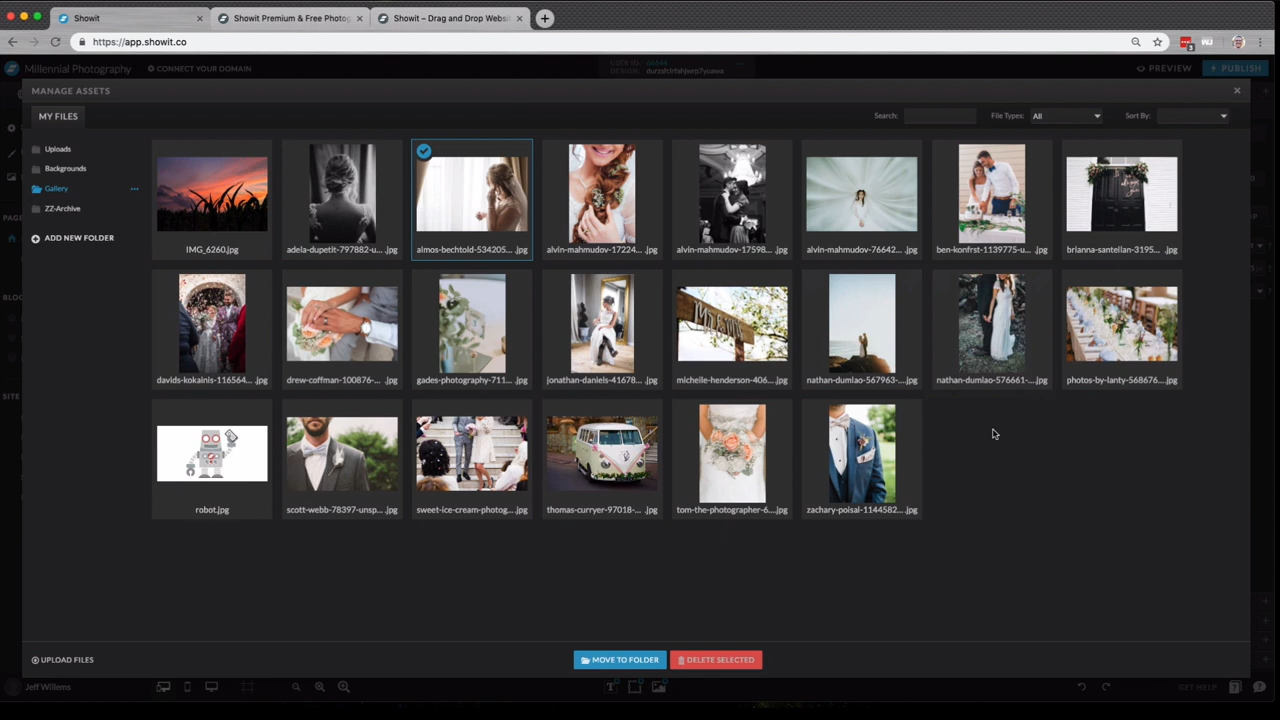 Showit
Showit Premium & Free Photog
Showit – Drag and Drop Websit
https://app.showit.co
Millennial Photography
CONNECT YOUR DOMAIN
USER ID: 66644
DESIGN:
PREVIEW
PUBLISH
MANAGE ASSETS
MY FILES
Search:
File Types:
All
Sort By:
Uploads
Backgrounds
Gallery
ZZ-Archive
ADD NEW FOLDER
IMG_6260.jpg
adela-dupetit-797882-u... .jpg
almos-bechtold-534205... .jpg
alvin-mahmudov-17224... .jpg
alvin-mahmudov-17598... .jpg
alvin-mahmudov-76642... .jpg
ben-konfrst-1139775-u... .jpg
brianna-santellan-3195... .jpg
davids-kokainis-116564... .jpg
drew-coffman-100876-... .jpg
gades-photography-711... .jpg
jonathan-daniels-41678... .jpg
michelle-henderson-406... .jpg
nathan-dumlao-567963-... .jpg
nathan-dumlao-576661-... .jpg
photos-by-lanty-568676... .jpg
robot.jpg
scott-webb-78397-unsp... .jpg
sweet-ice-cream-photog... .jpg
thomas-curryer-97018-... .jpg
tom-the-photographer-6... .jpg
zachary-poisal-1144582... .jpg
UPLOAD FILES
MOVE TO FOLDER
DELETE SELECTED
Jeff Willems
GET HELP